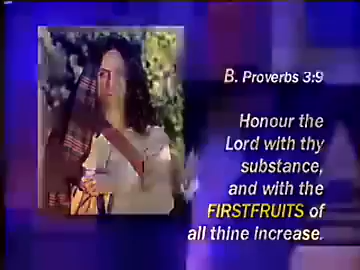 B. Proverbs 3:9
Honour the
Lord with thy
substance,
and with the
FIRSTFRUITS of
all thine increase.